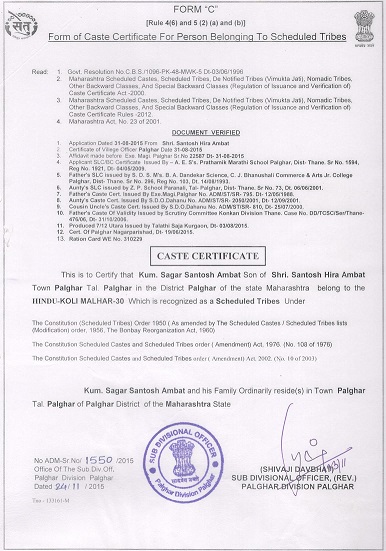 FORM "C"
[Rule 4(6) and 5 (2) (a) and (b)]
Form of Caste Certificate For Person Belonging To Scheduled Tribes
Read: 1. Govt. Resolution No.C.B.S./1096-PK-48-MWK-5 Dt-03/06/1996
2. Maharashtra Scheduled Castes, Scheduled Tribes, De Notified Tribes (Vimukta Jati), Nomadic Tribes,
Other Backward Classes, And Special Backward Classes (Regulation of Issuance and Verification) of
Caste Certificate Act -2000.
3. Maharashtra Scheduled Castes, Scheduled Tribes, De Notified Tribes (Vimukta Jati), Nomadic Tribes,
Other Backward Classes, And Special Backward Classes (Regulation of Issuance and Verification) of
Caste Certificate Rules -2012.
4. Maharashtra Act. No. 23 of 2001.
DOCUMENT VERIFIED
1. Application Dated 31-08-2015 From Shri. Santosh Hira Ambat
2. Certificate of Village Officer Palghar Date 31-08-2015
3. Affidavit made before Exe. Magi. Palghar Sr.No 22587 Dt- 31-08-2015
4. Applicant SLC/BC Certificate Issued By – A. E. S's Prathamik Marathi School Palghar, Dist- Thane. Sr No. 1694,
Reg No. 1921, Dt. 04/05/2009.
5. Father's SLC Issued By S. D. S. M's. B. A. Dandekar Science, C. J. Bhanushali Commerce & Arts Jr. College
Palghar, Dist- Thane Sr No. 396, Reg No. 103, Dt. 14/08/1993.
6. Aunty's SLC Issued By Z. P. School Paranali, Tal- Palghar, Dist- Thane. Sr No. 73, Dt. 06/06/2001.
7. Father's Caste Cert. Issued By Exe.Magi.Palghar No. ADM/ST/SR- 795, Dt- 12/05/1988.
8. Aunty's Caste Cert. Issued By S.D.O.Dahanu No. ADM/ST/SR- 2050/2001, Dt- 12/09/2001.
9. Cousin Uncle's Caste Cert. Issued By S.D.O.Dahanu No. ADM/ST/SR- 810, Dt- 25/07/2000.
10. Father's Caste Of Validity Issued by Scrutiny Committee Konkan Division Thane. Case No. DD/TCSC/Ser/Thane-
476/06, Dt- 31/10/2006.
11. Produced 7/12 Utaro Issued by Talathi Saja Kurgaon, Dt-03/08/2015.
12. Cert. Of Palghar Nagarparishad, Dt- 19/06/2015.
13. Ration Card WE No. 310229
CASTE CERTIFICATE
This is to Certify that Kum. Sagar Santosh Ambat Son of Shri. Santosh Hira Ambat
Town Palghar Tal. Palghar in the District Palghar of the state Maharashtra belong to the
HINDU-KOLI MALHAR-30 Which is recognized as a Scheduled Tribes Under
The Constitution (Scheduled Tribes) Order 1950 ( As amended by The Scheduled Castes / Scheduled Tribes lists
(Modification) order, 1956, The Bonbay Reorganization Act, 1960)
The Constitution Scheduled Castes and Scheduled Tribes order ( Amendment) Act. 1976. (No. 108 of 1976)
The Constitution Scheduled Castes and Scheduled Tribes order ( Amendment) Act. 2002. (No. 10 of 2003)
Kum. Sagar Santosh Ambat and his Family Ordinarily reside(s) in Town Palghar
Tal. Palghar of Palghar District of the Maharashtra State
SUB DIVISIONAL OFFICER
Palghar Division Palghar
No ADM-Sr.No/ 1550 /2015
Office Of The Sub Div Off,
Palghar Division Palghar
Dated 24/11 / 2015
(SHIVAJI DAVBHAT)
SUB DIVISIONAL OFFICER, (REV.)
PALGHAR,DIVISION PALGHAR